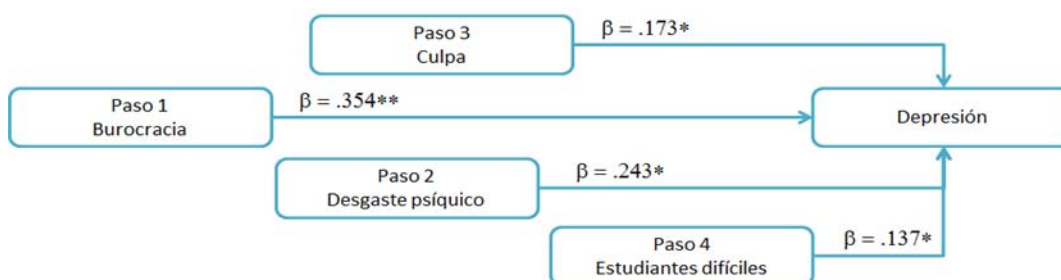 Paso 3
Culpa
β = .173*
Paso 1
Burocracia
β = .354**
Depresión
Paso 2
Desgaste psíquico
β = .243*
Paso 4
Estudiantes difíciles
β = .137*